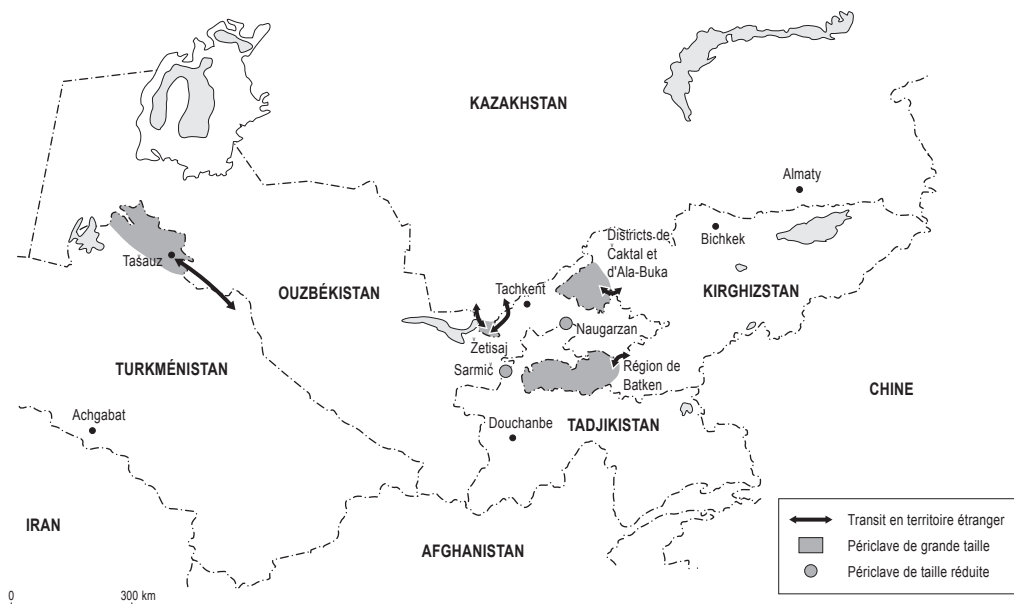 KAZAKHSTAN
Almaty
Bichkek
Districts de
Čaktal et
d'Ala-Buka
KIRGHIZSTAN
Tašauz
OUZBÉKISTAN
Tachkent
Naugarzan
Žetisaj
Sarmič
Région de
Batken
TURKMÉNISTAN
CHINE
Achgabat
Douchanbe
TADJIKISTAN
IRAN
AFGHANISTAN
Transit en territoire étranger
Périclave de grande taille
Périclave de taille réduite
0 300 km